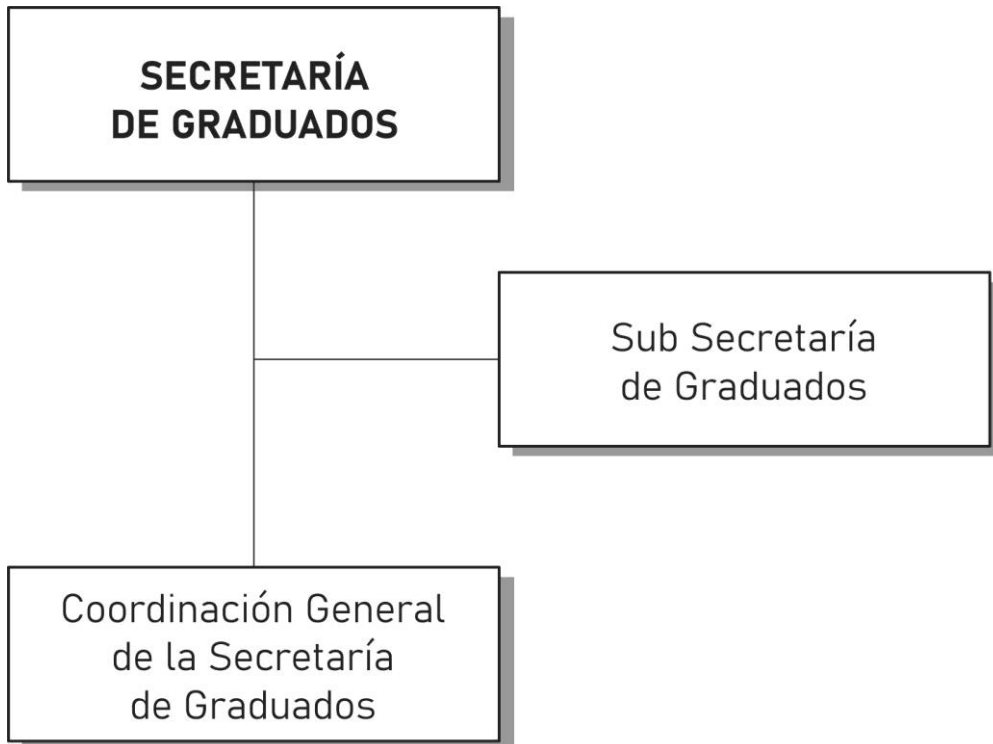 SECRETARÍA
DE GRADUADOS
Sub Secretaría
de Graduados
Coordinación General
de la Secretaría
de Graduados